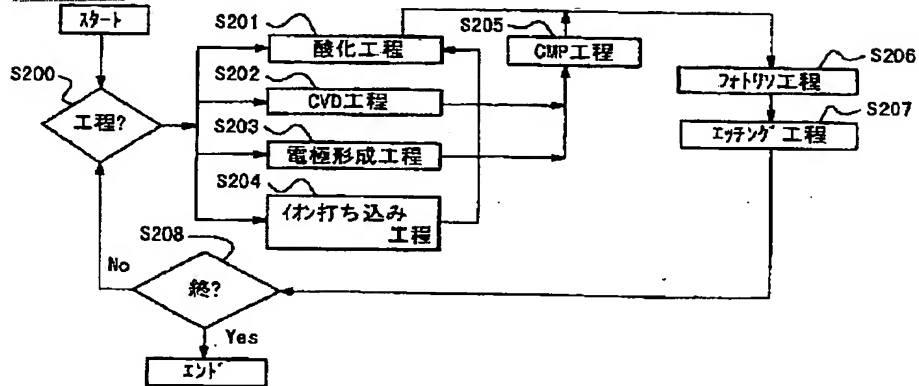 スタート
S200
工程?
S201
酸化工程
S202
CVD工程
S203
電極形成工程
S204
イオン打ち込み
工程
S205
CMP工程
S206
フォトリソ工程
S207
エッチング工程
S208
終?
No
Yes
エンド